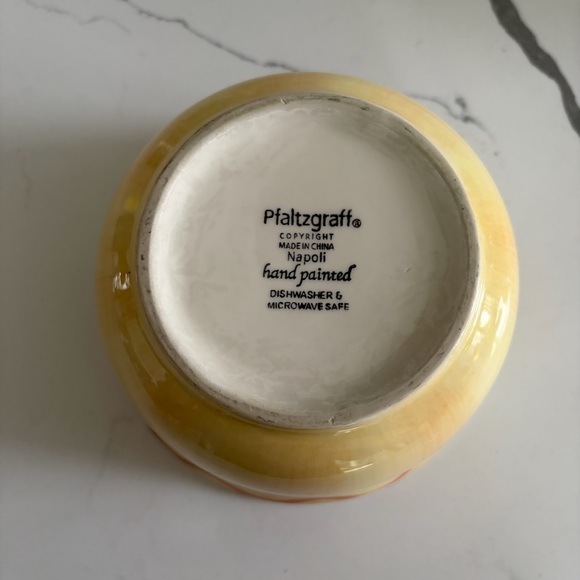 Pfaltzgraff®
COPYRIGHT
MADE IN CHINA
Napoli
hand painted
DISHWASHER &
MICROWAVE SAFE